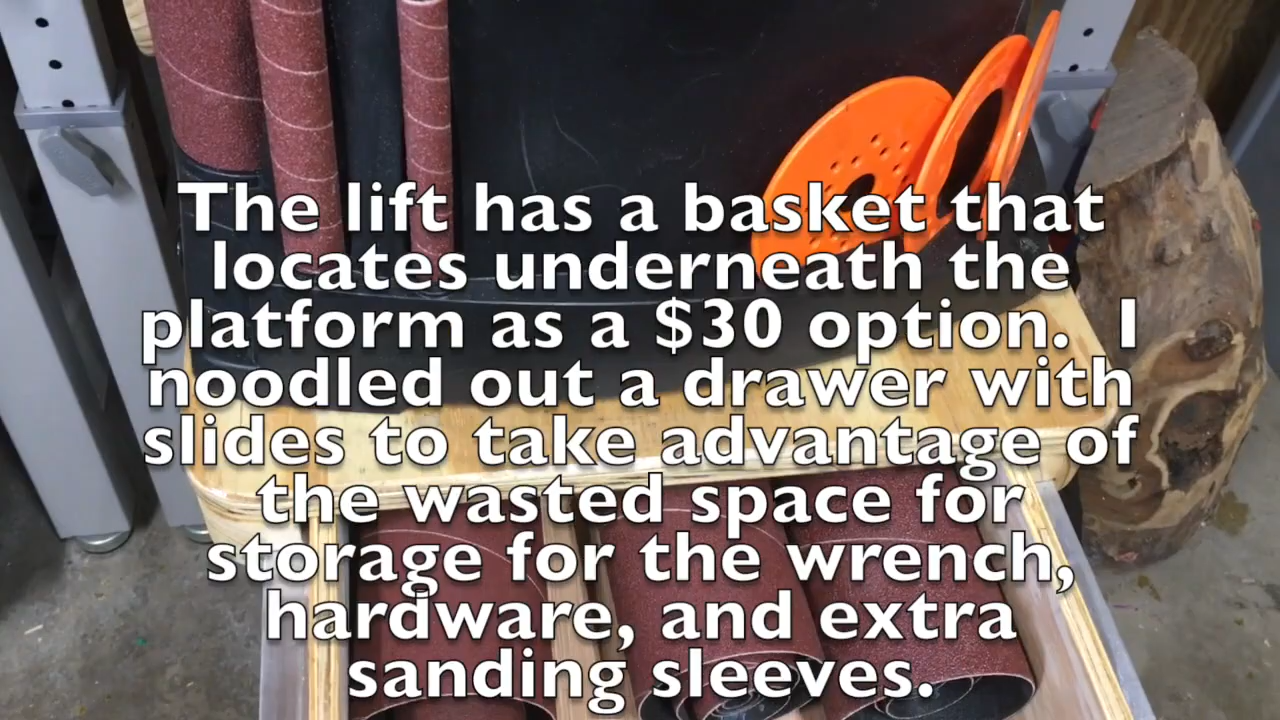 The lift has a basket that
locates underneath the
platform as a $30 option.  I
noodled out a drawer with
slides to take advantage of
the wasted space for
storage for the wrench,
hardware, and extra
sanding sleeves.